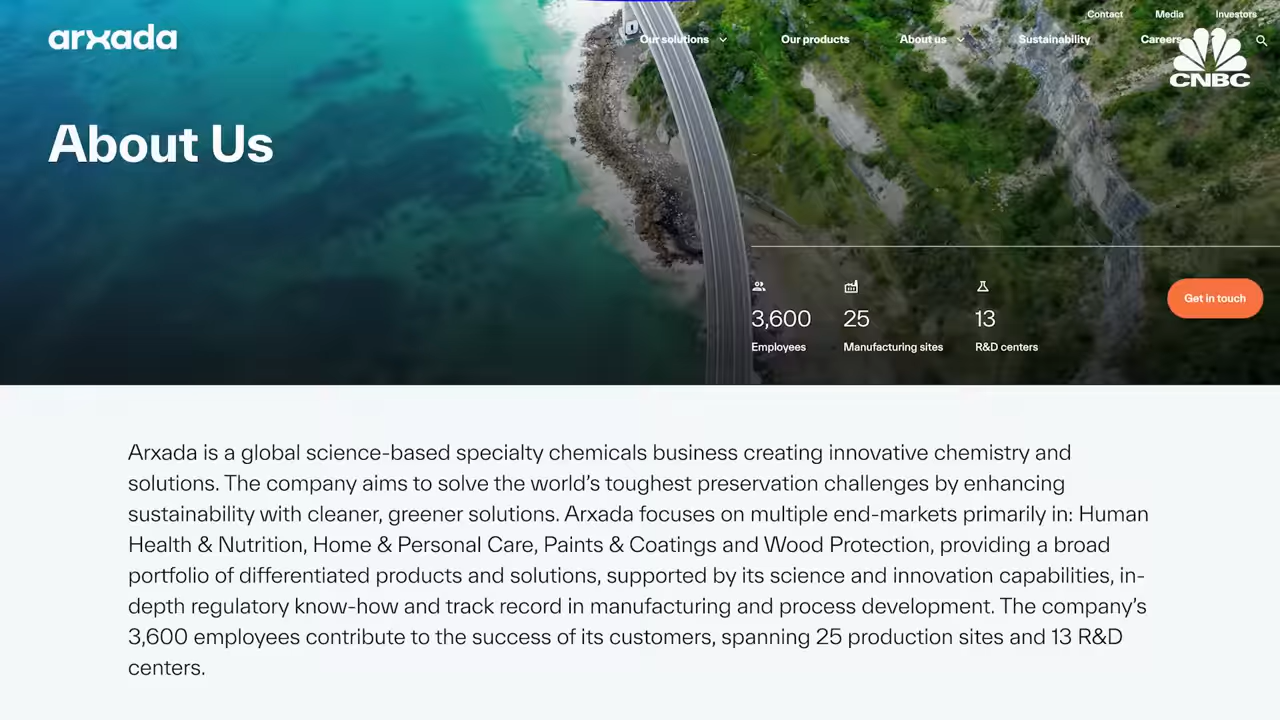 Contact Media Investors
arxada
Our solutions Our products About us Sustainability Careers
CNBC
About Us
3,600 25 13
Employees Manufacturing sites R&D centers
Get in touch
Arxada is a global science-based specialty chemicals business creating innovative chemistry and
solutions. The company aims to solve the world's toughest preservation challenges by enhancing
sustainability with cleaner, greener solutions. Arxada focuses on multiple end-markets primarily in: Human
Health & Nutrition, Home & Personal Care, Paints & Coatings and Wood Protection, providing a broad
portfolio of differentiated products and solutions, supported by its science and innovation capabilities, in-
depth regulatory know-how and track record in manufacturing and process development. The company's
3,600 employees contribute to the success of its customers, spanning 25 production sites and 13 R&D
centers.